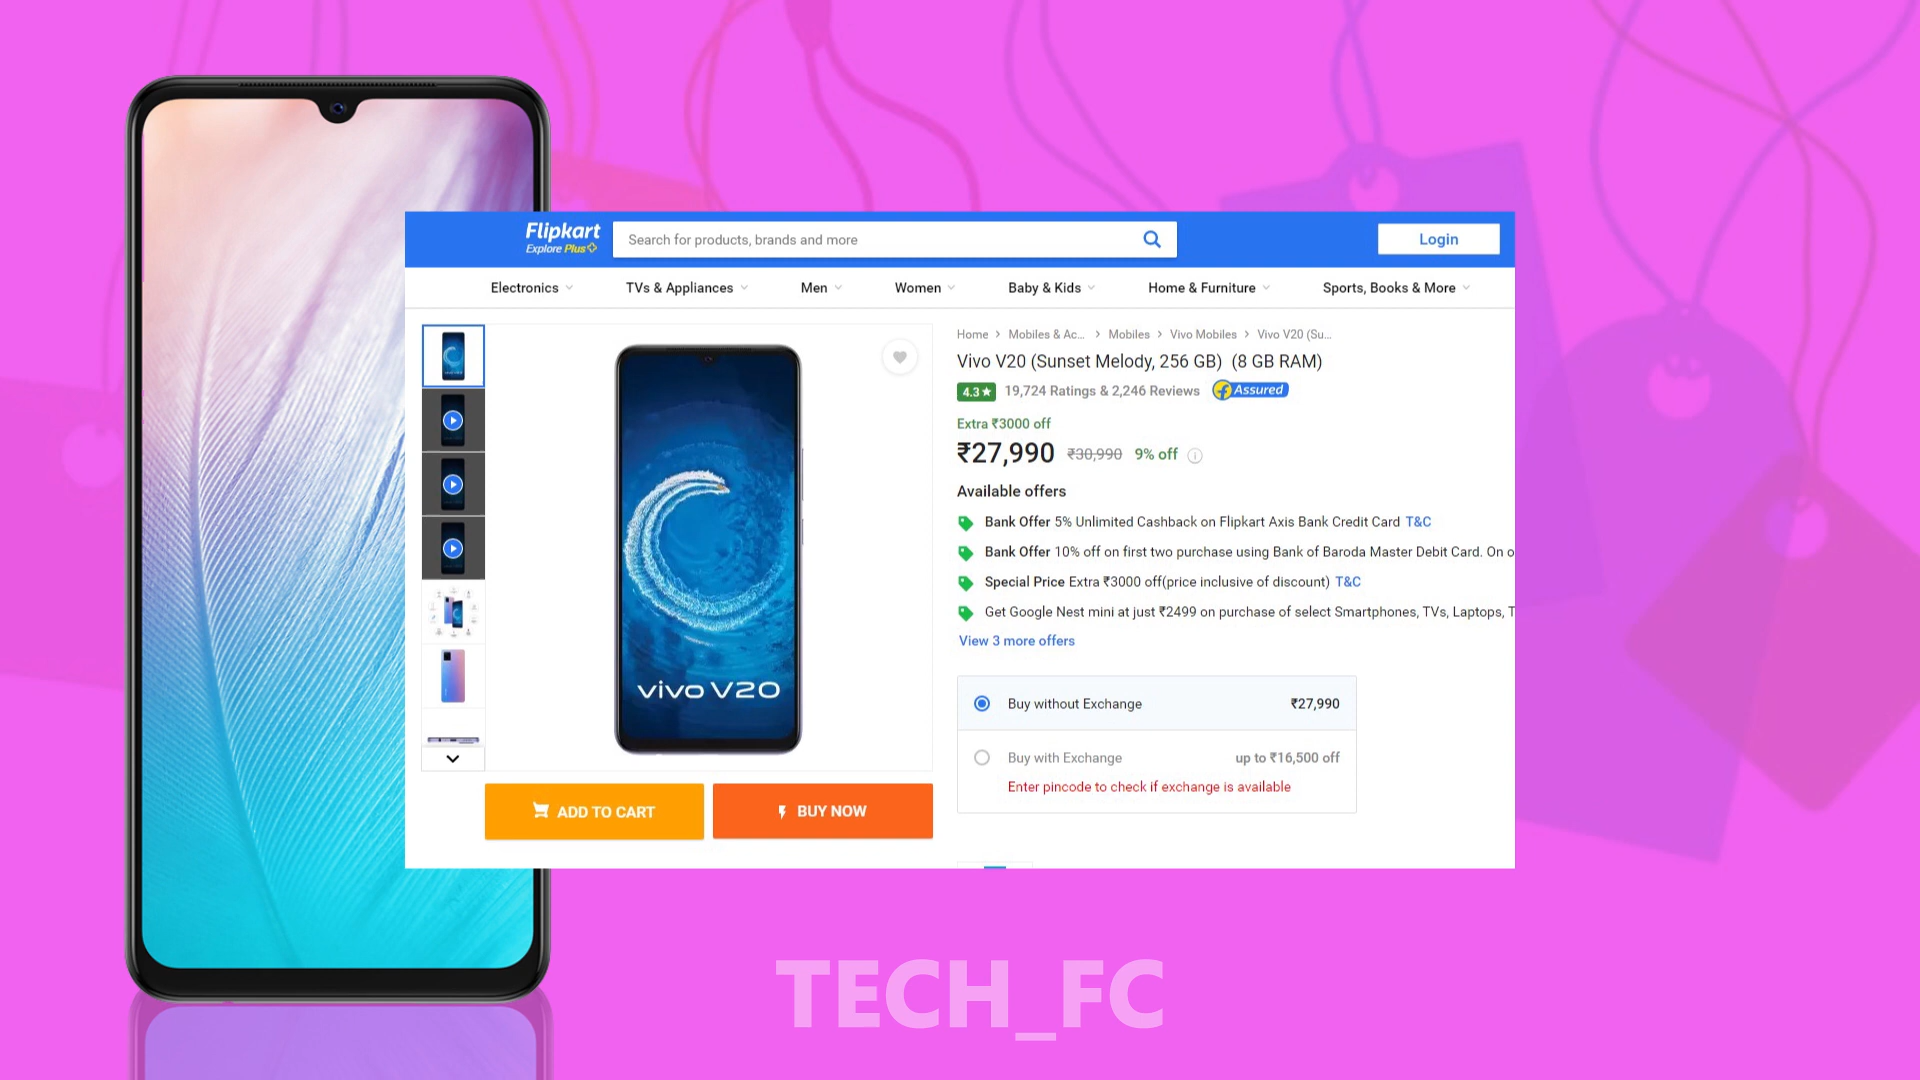 Flipkart
Explore Plus
Search for products, brands and more
Login
Electronics
TVs & Appliances
Men
Women
Baby & Kids
Home & Furniture
Sports, Books & More
Home > Mobiles & Ac... > Mobiles > Vivo Mobiles > Vivo V20 (Su...
Vivo V20 (Sunset Melody, 256 GB) (8 GB RAM)
4.3★ 19,724 Ratings & 2,246 Reviews Assured
Extra ₹3000 off
₹27,990 ₹30,990 9% off
Available offers
Bank Offer 5% Unlimited Cashback on Flipkart Axis Bank Credit Card T&C
Bank Offer 10% off on first two purchase using Bank of Baroda Master Debit Card. On o
Special Price Extra ₹3000 off(price inclusive of discount) T&C
Get Google Nest mini at just ₹2499 on purchase of select Smartphones, TVs, Laptops, T
View 3 more offers
vivo V20
Buy without Exchange ₹27,990
Buy with Exchange up to ₹16,500 off
Enter pincode to check if exchange is available
ADD TO CART
BUY NOW
TECH_FC